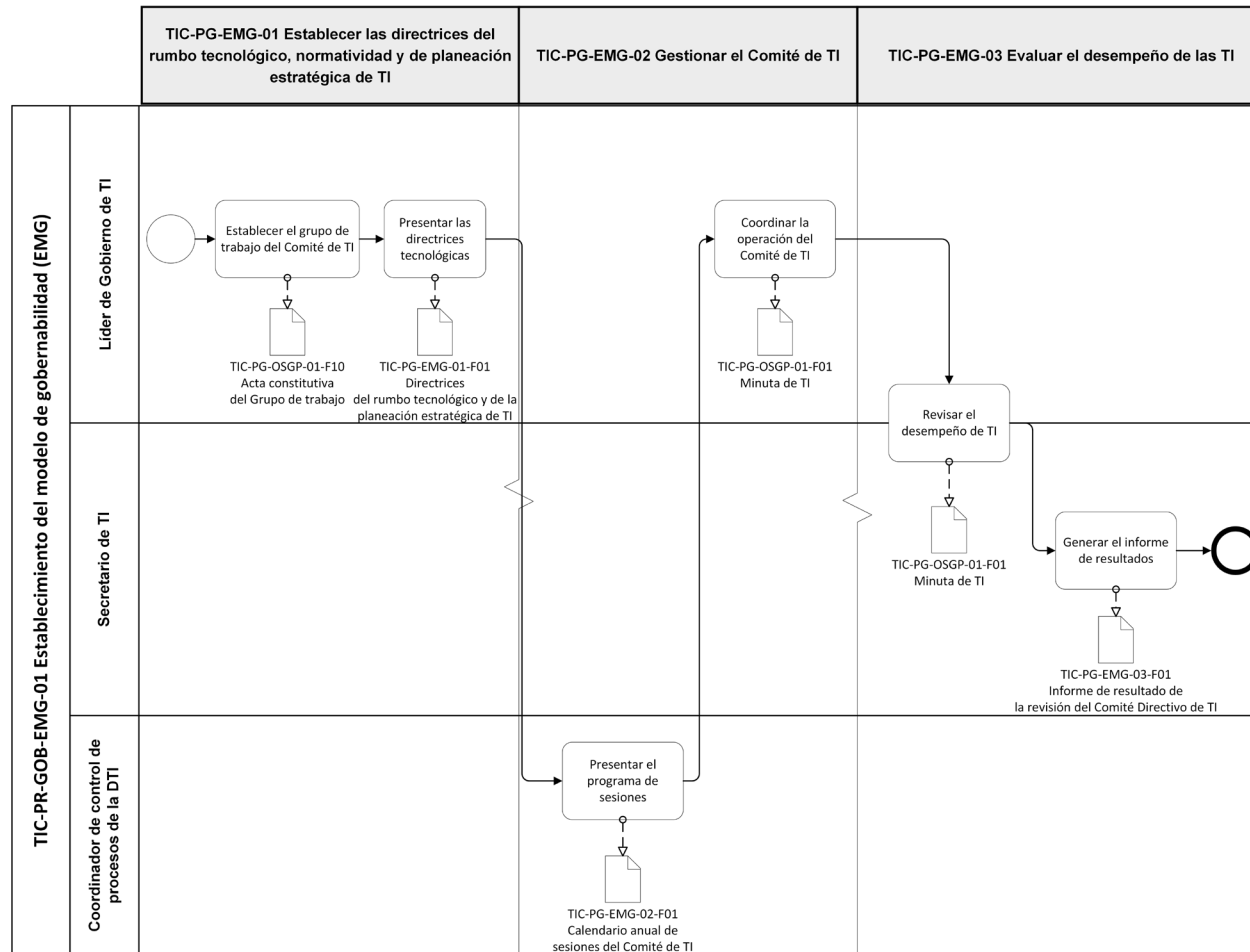 TIC-PG-EMG-01 Establecer las directrices del
rumbo tecnológico, normatividad y de planeación
estratégica de TI
TIC-PG-EMG-02 Gestionar el Comité de TI
TIC-PG-EMG-03 Evaluar el desempeño de las TI
TIC-PR-GOB-EMG-01 Establecimiento del modelo de gobernabilidad (EMG)
Líder de Gobierno de TI
Establecer el grupo de
trabajo del Comité de TI
Presentar las
directrices
tecnológicas
Coordinar la
operación del
Comité de TI
TIC-PG-OSGP-01-F10
Acta constitutiva
del Grupo de trabajo
TIC-PG-EMG-01-F01
Directrices
del rumbo tecnológico y de la
planeación estratégica de TI
TIC-PG-OSGP-01-F01
Minuta de TI
Revisar el
desempeño de TI
Secretario de TI
TIC-PG-OSGP-01-F01
Minuta de TI
Generar el informe
de resultados
TIC-PG-EMG-03-F01
Informe de resultado de
la revisión del Comité Directivo de TI
Coordinador de control de
procesos de la DTI
Presentar el
programa de
sesiones
TIC-PG-EMG-02-F01
Calendario anual de
sesiones del Comité de TI